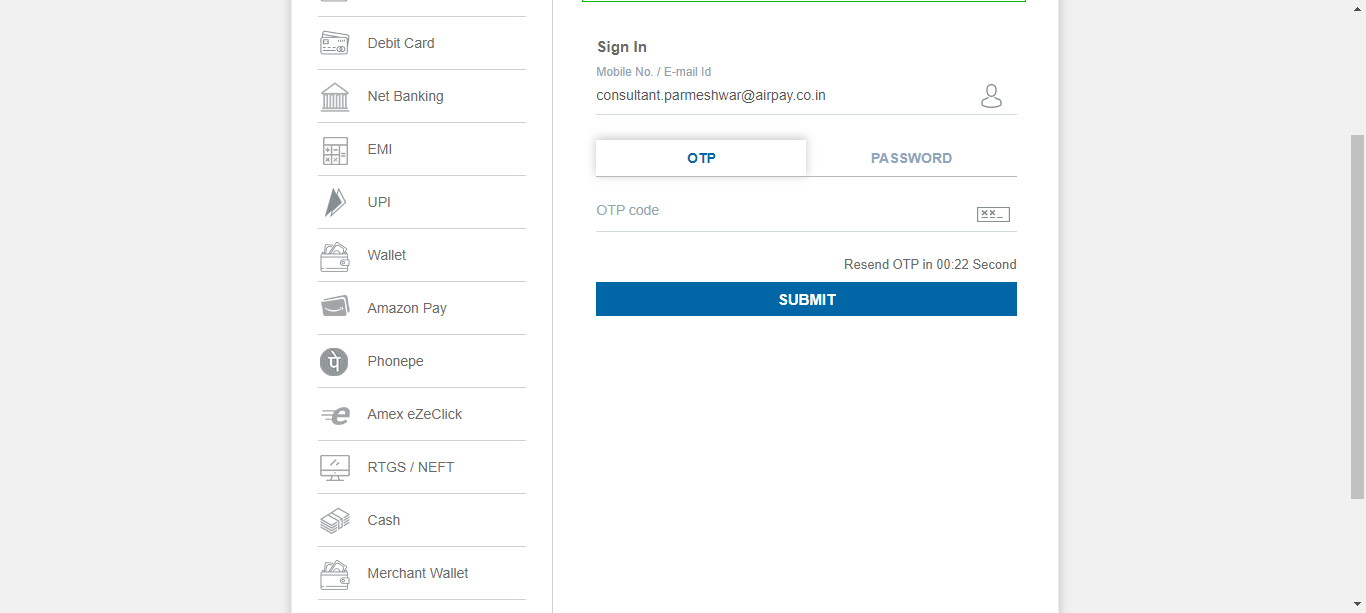 Debit Card
Net Banking
EMI
UPI
Wallet
Amazon Pay
Phonepe
Amex eZeClick
RTGS / NEFT
Cash
Merchant Wallet
Sign In
Mobile No. / E-mail Id
consultant.parmeshwar@airpay.co.in
OTP
PASSWORD
OTP code
Resend OTP in 00:22 Second
SUBMIT